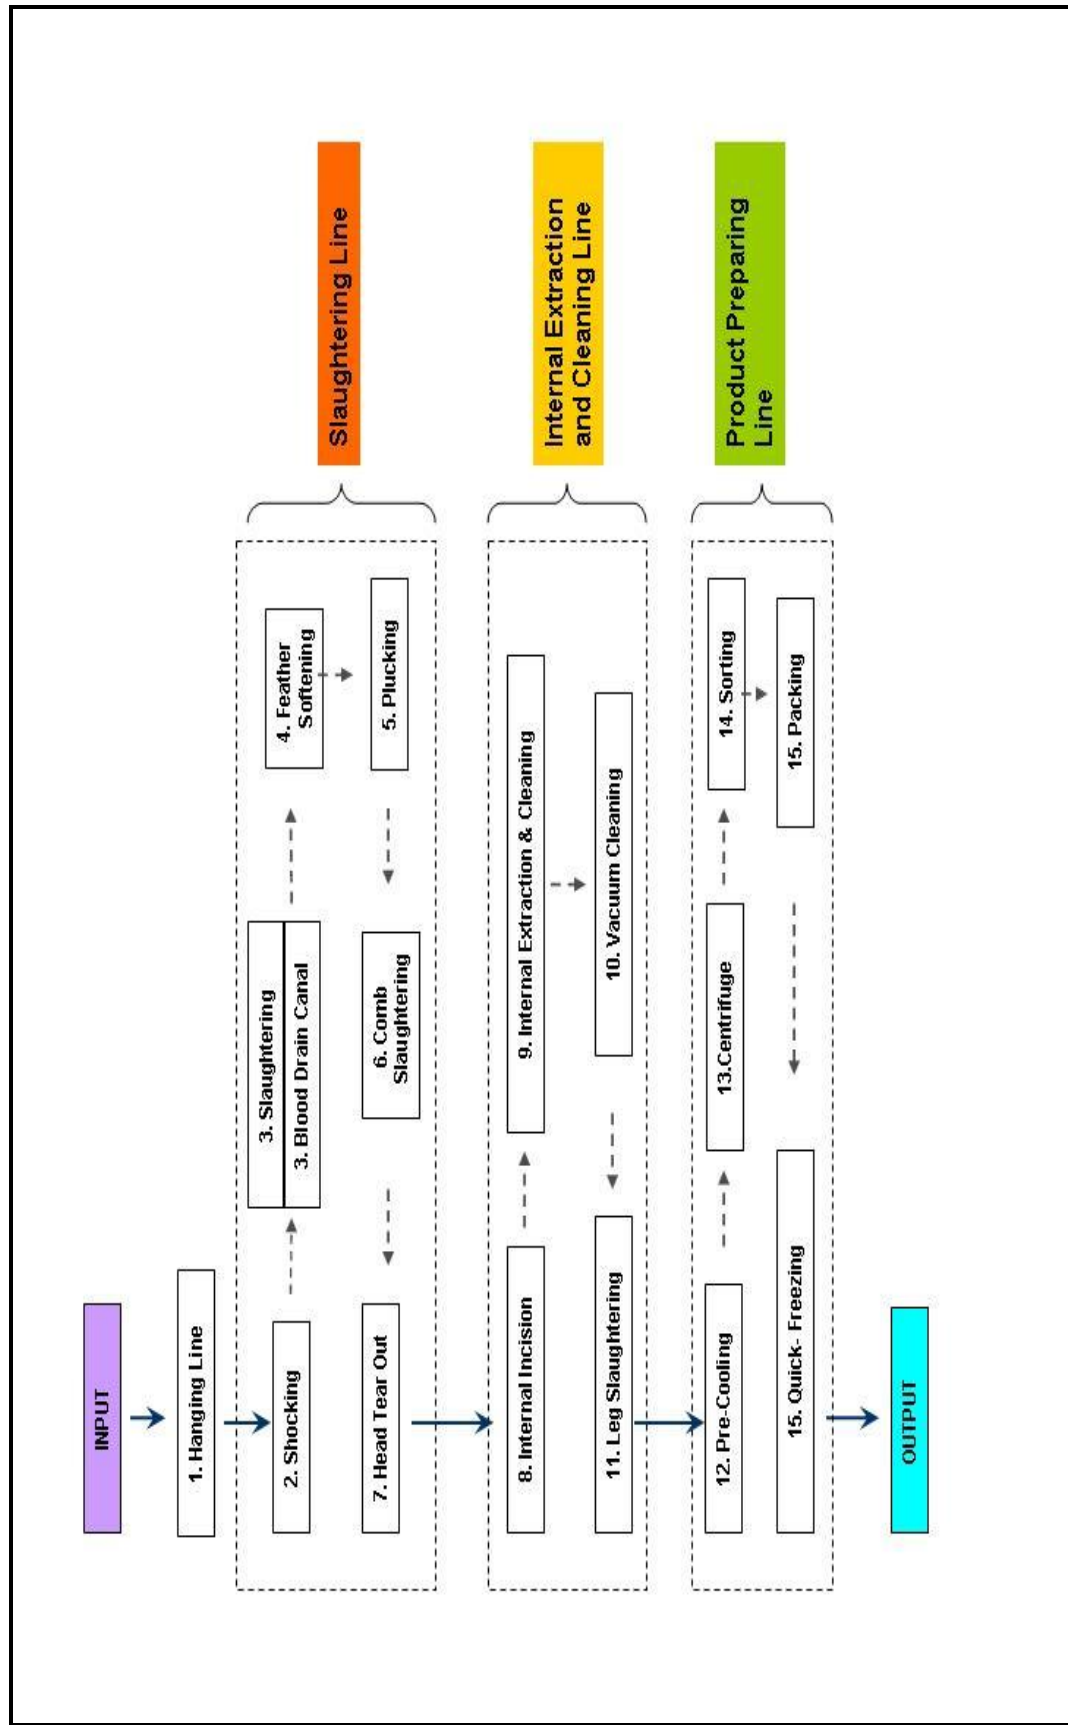 INPUT
1. Hanging Line
2. Shocking
3. Slaughtering
3. Blood Drain Canal
4. Feather
Softening
5. Plucking
6. Comb
Slaughtering
7. Head Tear Out
Slaughtering Line
8. Internal Incision
9. Internal Extraction & Cleaning
10. Vacuum Cleaning
11. Leg Slaughtering
Internal Extraction
and Cleaning Line
12. Pre-Cooling
13.Centrifuge
14. Sorting
15. Packing
15. Quick- Freezing
Product Preparing
Line
OUTPUT